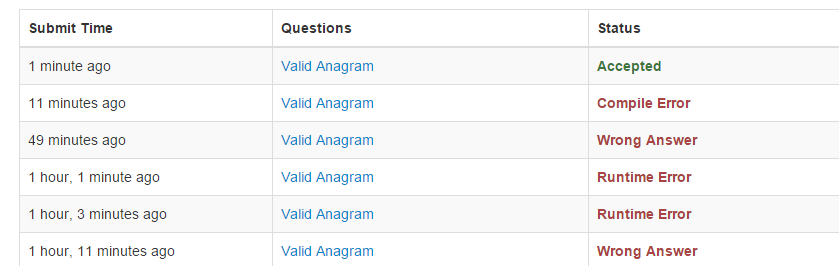 Submit Time Questions Status
1 minute ago Valid Anagram Accepted
11 minutes ago Valid Anagram Compile Error
49 minutes ago Valid Anagram Wrong Answer
1 hour, 1 minute ago Valid Anagram Runtime Error
1 hour, 3 minutes ago Valid Anagram Runtime Error
1 hour, 11 minutes ago Valid Anagram Wrong Answer